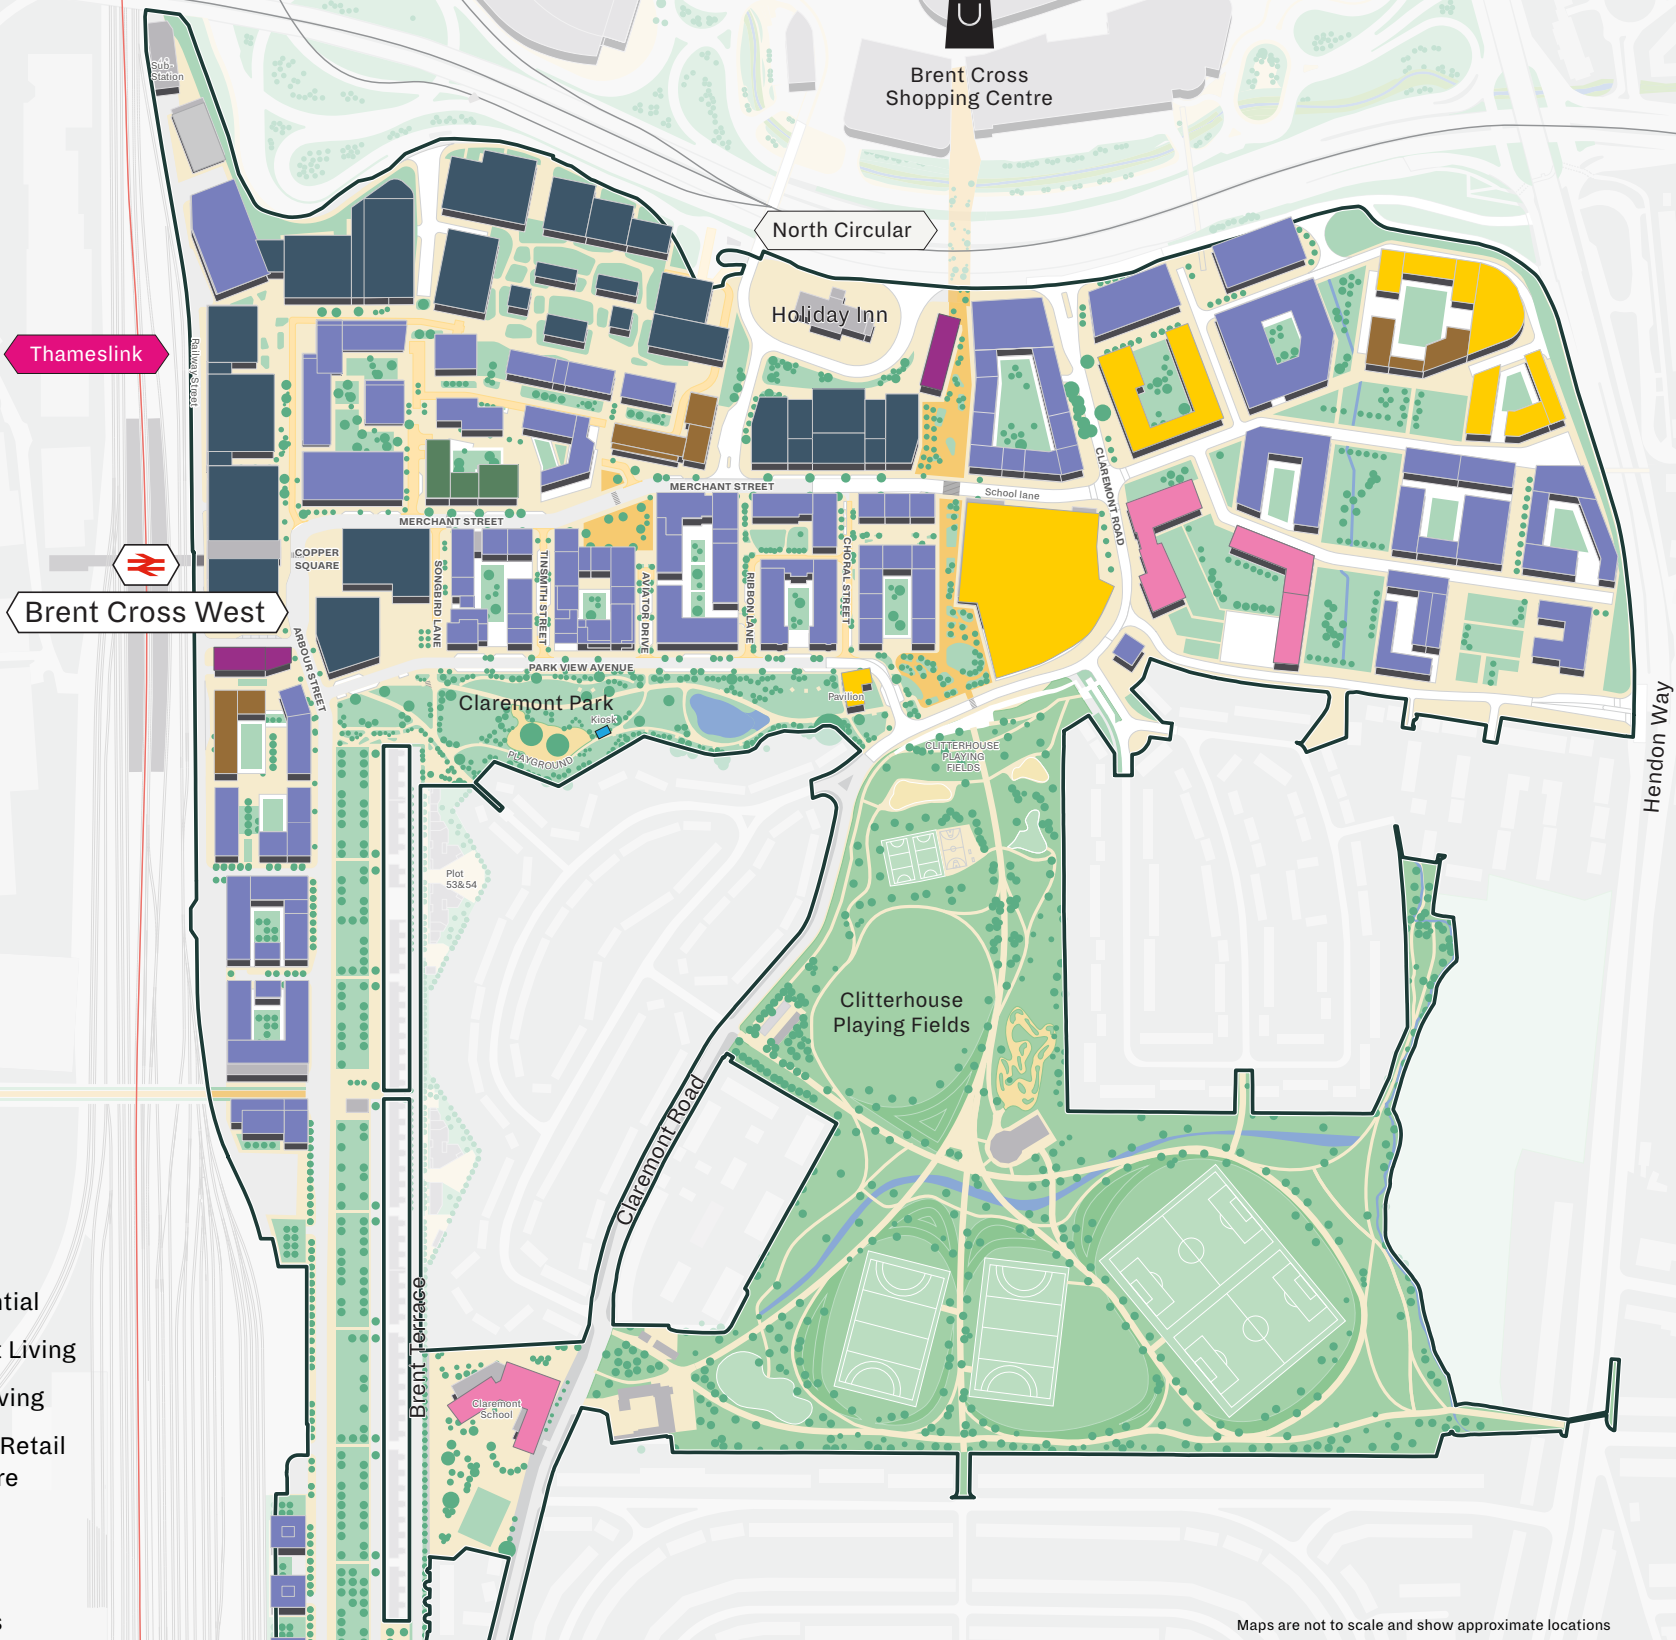 Sub-
Station
Brent Cross
Shopping Centre
North Circular
Holiday Inn
Thameslink
Railway Street
MERCHANT STREET
School lane
CLAREMONT ROAD
MERCHANT STREET
COPPER
SQUARE
SONGBIRD LANE
TINSMITH STREET
AVIATOR DRIVE
RIBBON LANE
CHORAL STREET
Brent Cross West
ARBOUR STREET
PARK VIEW AVENUE
Claremont Park
Pavilion
Kiosk
PLAYGROUND
CLITTERHOUSE
PLAYING
FIELDS
Hendon Way
Plot
53&54
Clitterhouse
Playing Fields
Claremont Road
Brent Terrace
Claremont
School
ntial
t Living
ving
Retail
re
s
Maps are not to scale and show approximate locations